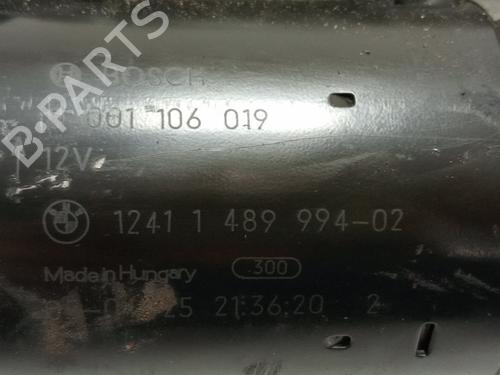 B-PARTS
BOSCH
001 106 019
12V
1241 1 489 994-02
Made in Hungary 300
21:36:20 2